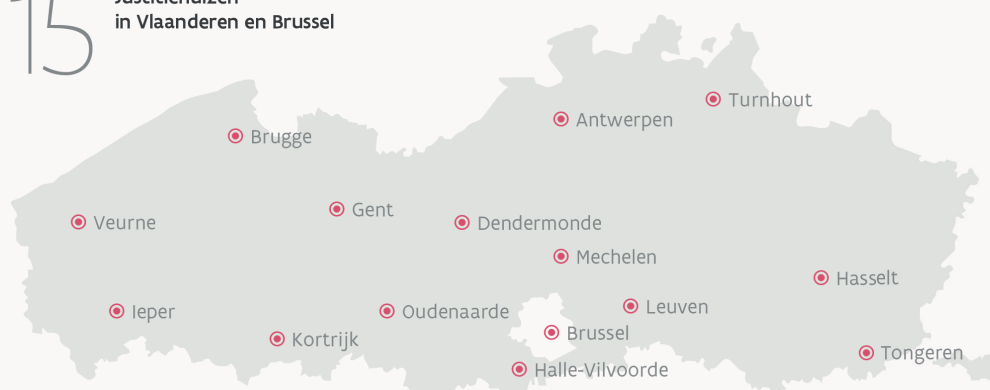 15
Justitiehuizen
in Vlaanderen en Brussel
Turnhout
Antwerpen
Brugge
Gent
Veurne
Dendermonde
Mechelen
Hasselt
Leuven
Ieper
Oudenaarde
Brussel
Kortrijk
Tongeren
Halle-Vilvoorde